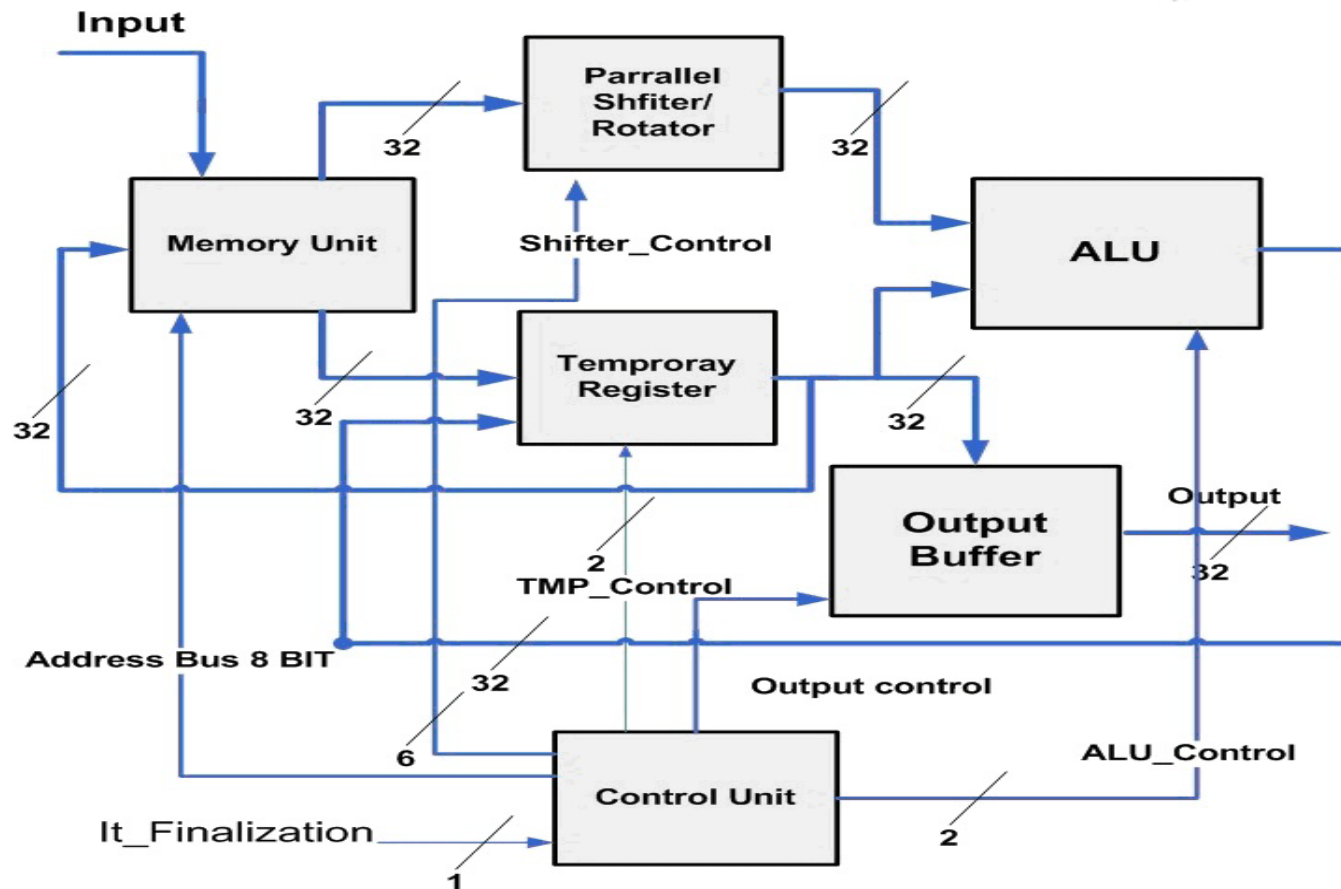 Input
Parrallel
Shfiter/
Rotator
32
32
Memory Unit
Shifter_Control
ALU
Temproray
Register
32
32
32
Output
Buffer
Output
32
2
TMP_Control
Address Bus 8 BIT
32
Output control
6
ALU_Control
Control Unit
It_Finalization
2
1